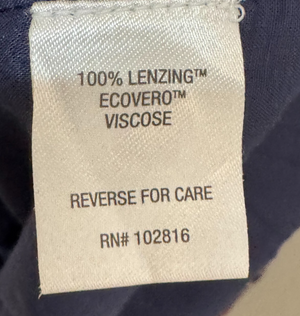 100% LENZING™
ECOVERO™
VISCOSE
REVERSE FOR CARE
RN# 102816